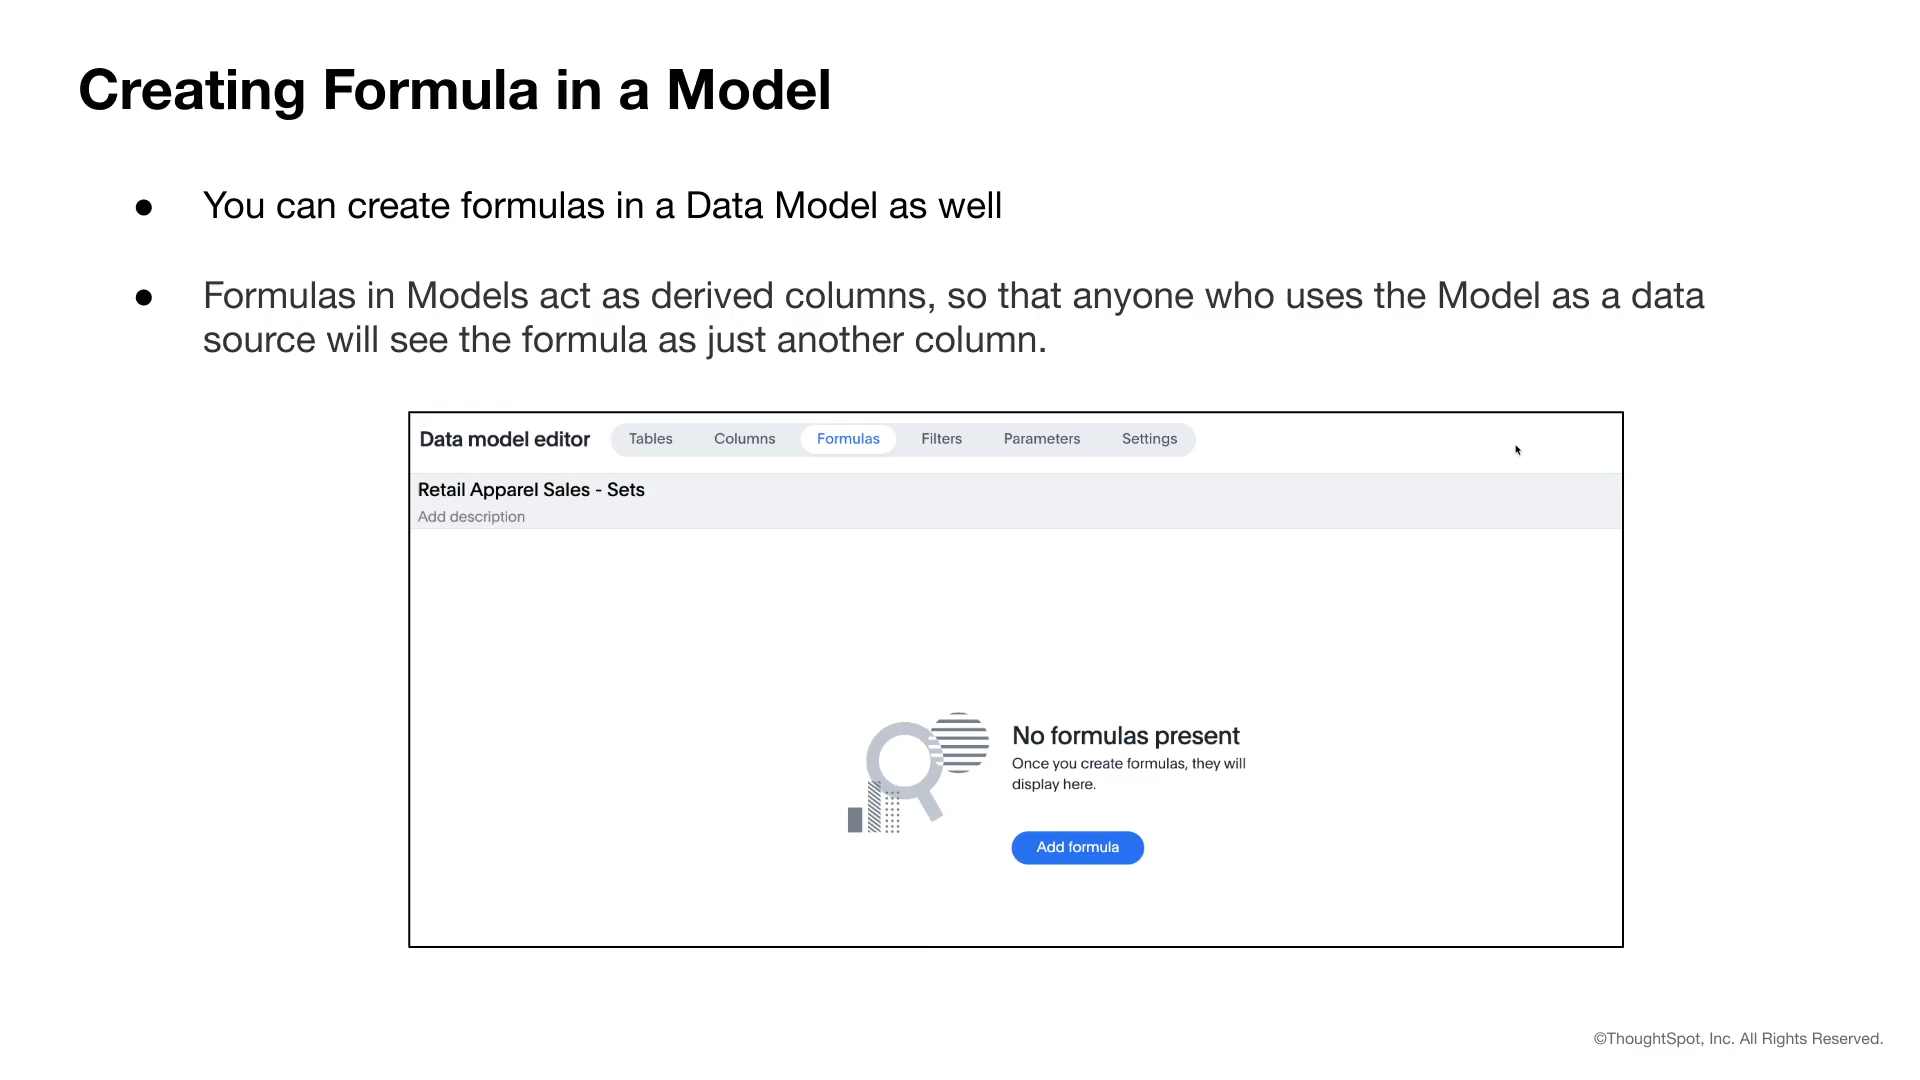 Creating Formula in a Model
● You can create formulas in a Data Model as well
● Formulas in Models act as derived columns, so that anyone who uses the Model as a data
source will see the formula as just another column.
Data model editor Tables Columns Formulas Filters Parameters Settings
Retail Apparel Sales - Sets
Add description
No formulas present
Once you create formulas, they will
display here.
Add formula
©ThoughtSpot, Inc. All Rights Reserved.